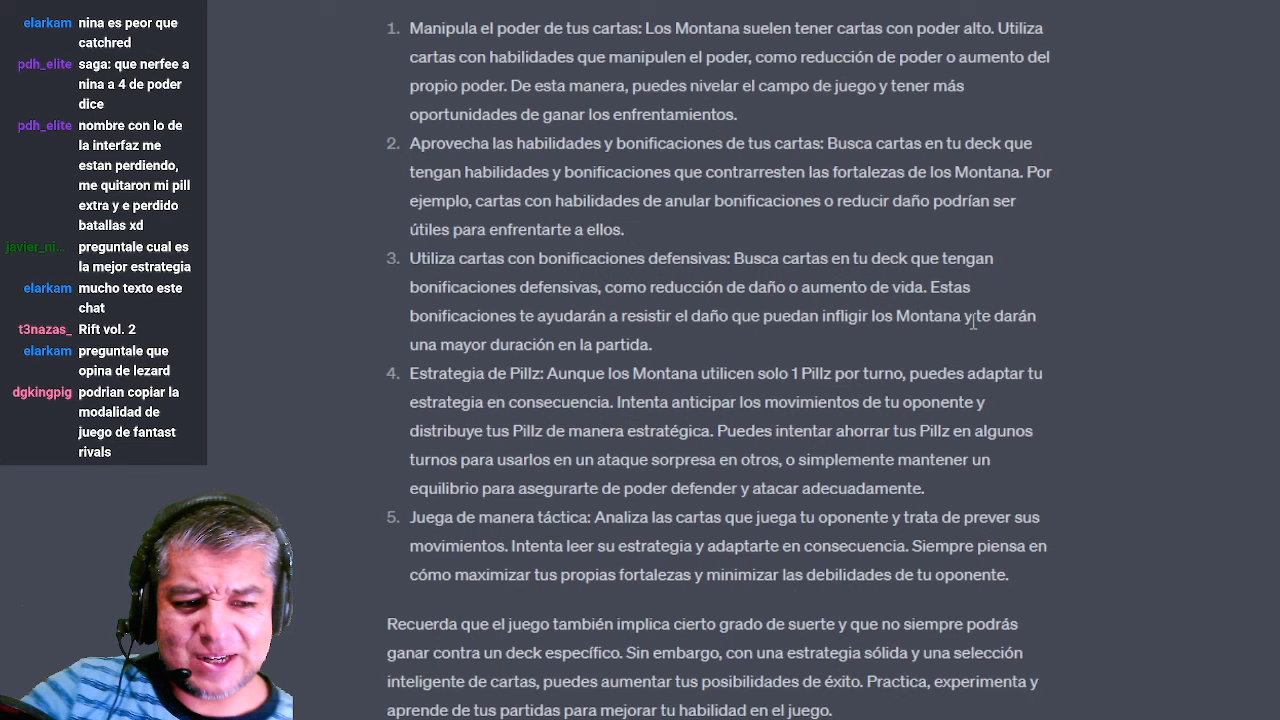 elarkam nina es peor que
catchred
pdh_elite saga: que nerfee a
nina a 4 de poder
dice
pdh_elite nombre con lo de
la interfaz me
estan perdiendo,
me quitaron mi pill
extra y e perdido
batallas xd
javier_ni... preguntale cual es
la mejor estrategia
elarkam mucho texto este
chat
t3nazas_ Rift vol. 2
elarkam preguntale que
opina de lezard
dgkingpig podrian copiar la
modalidad de
juego de fantast
rivals
1. Manipula el poder de tus cartas: Los Montana suelen tener cartas con poder alto. Utiliza
cartas con habilidades que manipulen el poder, como reducción de poder o aumento del
propio poder. De esta manera, puedes nivelar el campo de juego y tener más
oportunidades de ganar los enfrentamientos.
2. Aprovecha las habilidades y bonificaciones de tus cartas: Busca cartas en tu deck que
tengan habilidades y bonificaciones que contrarresten las fortalezas de los Montana. Por
ejemplo, cartas con habilidades de anular bonificaciones o reducir daño podrían ser
útiles para enfrentarte a ellos.
3. Utiliza cartas con bonificaciones defensivas: Busca cartas en tu deck que tengan
bonificaciones defensivas, como reducción de daño o aumento de vida. Estas
bonificaciones te ayudarán a resistir el daño que puedan infligir los Montana y te darán
una mayor duración en la partida.
4. Estrategia de Pillz: Aunque los Montana utilicen solo 1 Pillz por turno, puedes adaptar tu
estrategia en consecuencia. Intenta anticipar los movimientos de tu oponente y
distribuye tus Pillz de manera estratégica. Puedes intentar ahorrar tus Pillz en algunos
turnos para usarlos en un ataque sorpresa en otros, o simplemente mantener un
equilibrio para asegurarte de poder defender y atacar adecuadamente.
5. Juega de manera táctica: Analiza las cartas que juega tu oponente y trata de prever sus
movimientos. Intenta leer su estrategia y adaptarte en consecuencia. Siempre piensa en
cómo maximizar tus propias fortalezas y minimizar las debilidades de tu oponente.
Recuerda que el juego también implica cierto grado de suerte y que no siempre podrás
ganar contra un deck específico. Sin embargo, con una estrategia sólida y una selección
inteligente de cartas, puedes aumentar tus posibilidades de éxito. Practica, experimenta y
aprende de tus partidas para mejorar tu habilidad en el juego.